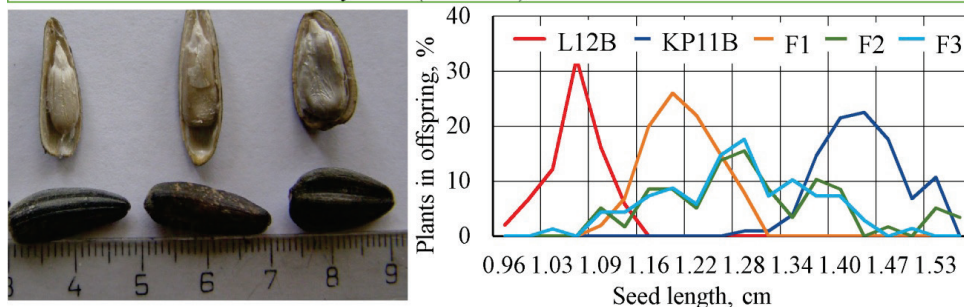 40
30
20
10
0
Plants in offspring, %
L12B KP11B F1 F2 F3
0.96 1.03 1.09 1.16 1.22 1.28 1.34 1.40 1.47 1.53
Seed length, cm
3 4 5 6 7 8 9